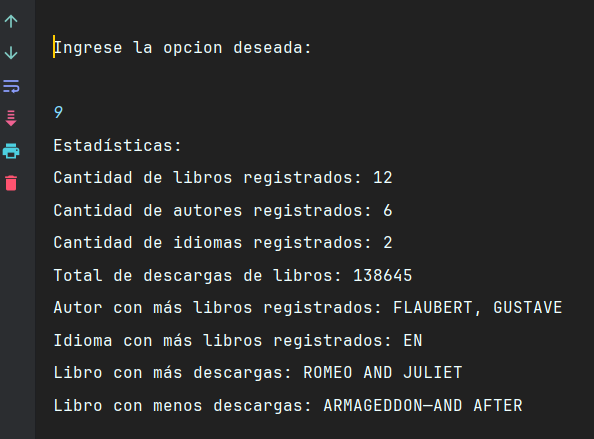 Ingrese la opcion deseada:
9
Estadísticas:
Cantidad de libros registrados: 12
Cantidad de autores registrados: 6
Cantidad de idiomas registrados: 2
Total de descargas de libros: 138645
Autor con más libros registrados: FLAUBERT, GUSTAVE
Idioma con más libros registrados: EN
Libro con más descargas: ROMEO AND JULIET
Libro con menos descargas: ARMAGEDDON—AND AFTER